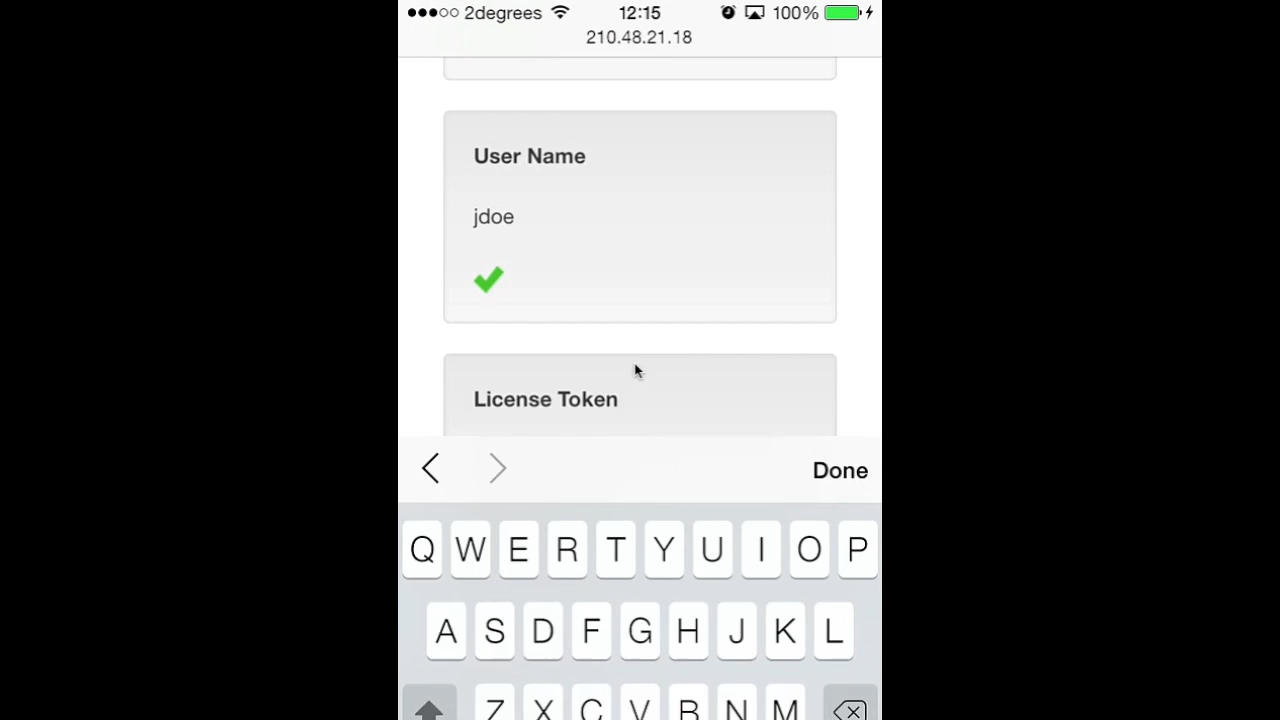 2degrees 12:15 100%
210.48.21.18
User Name
jdoe
License Token
Done
Q W E R T Y U I O P
A S D F G H J K L
Z X C V B N M